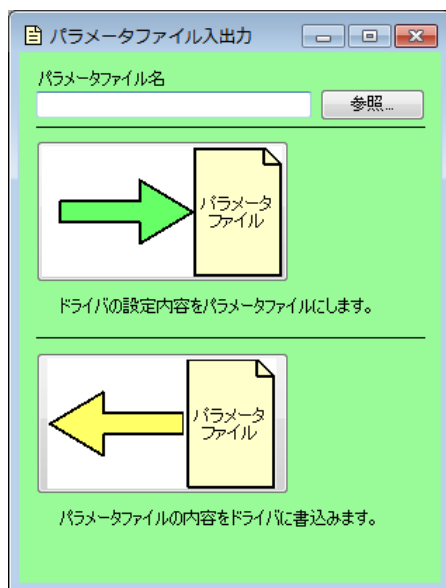 パラメータファイル入出力
パラメータファイル名
参照...
パラメータ
ファイル
ドライバの設定内容をパラメータファイルにします。
パラメータ
ファイル
パラメータファイルの内容をドライバに書込みます。